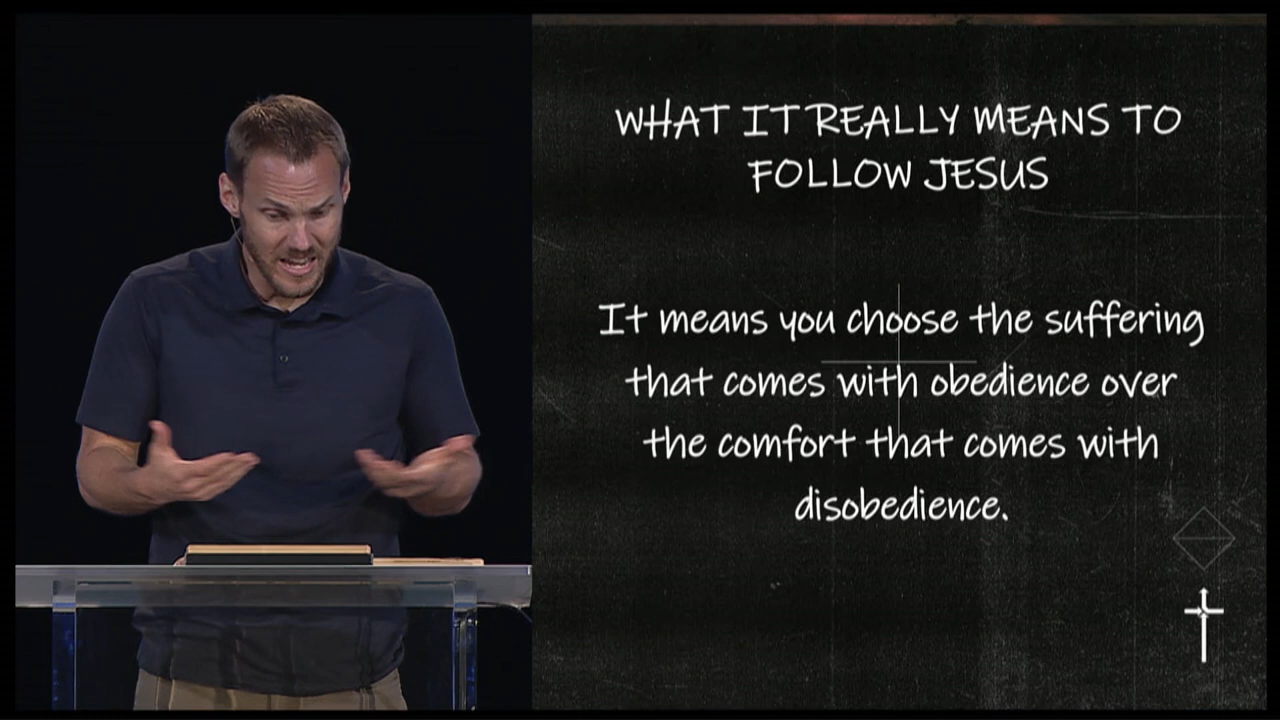 WHAT IT REALLY MEANS TO
FOLLOW JESUS
It means you choose the suffering
that comes with obedience over
the comfort that comes with
disobedience.